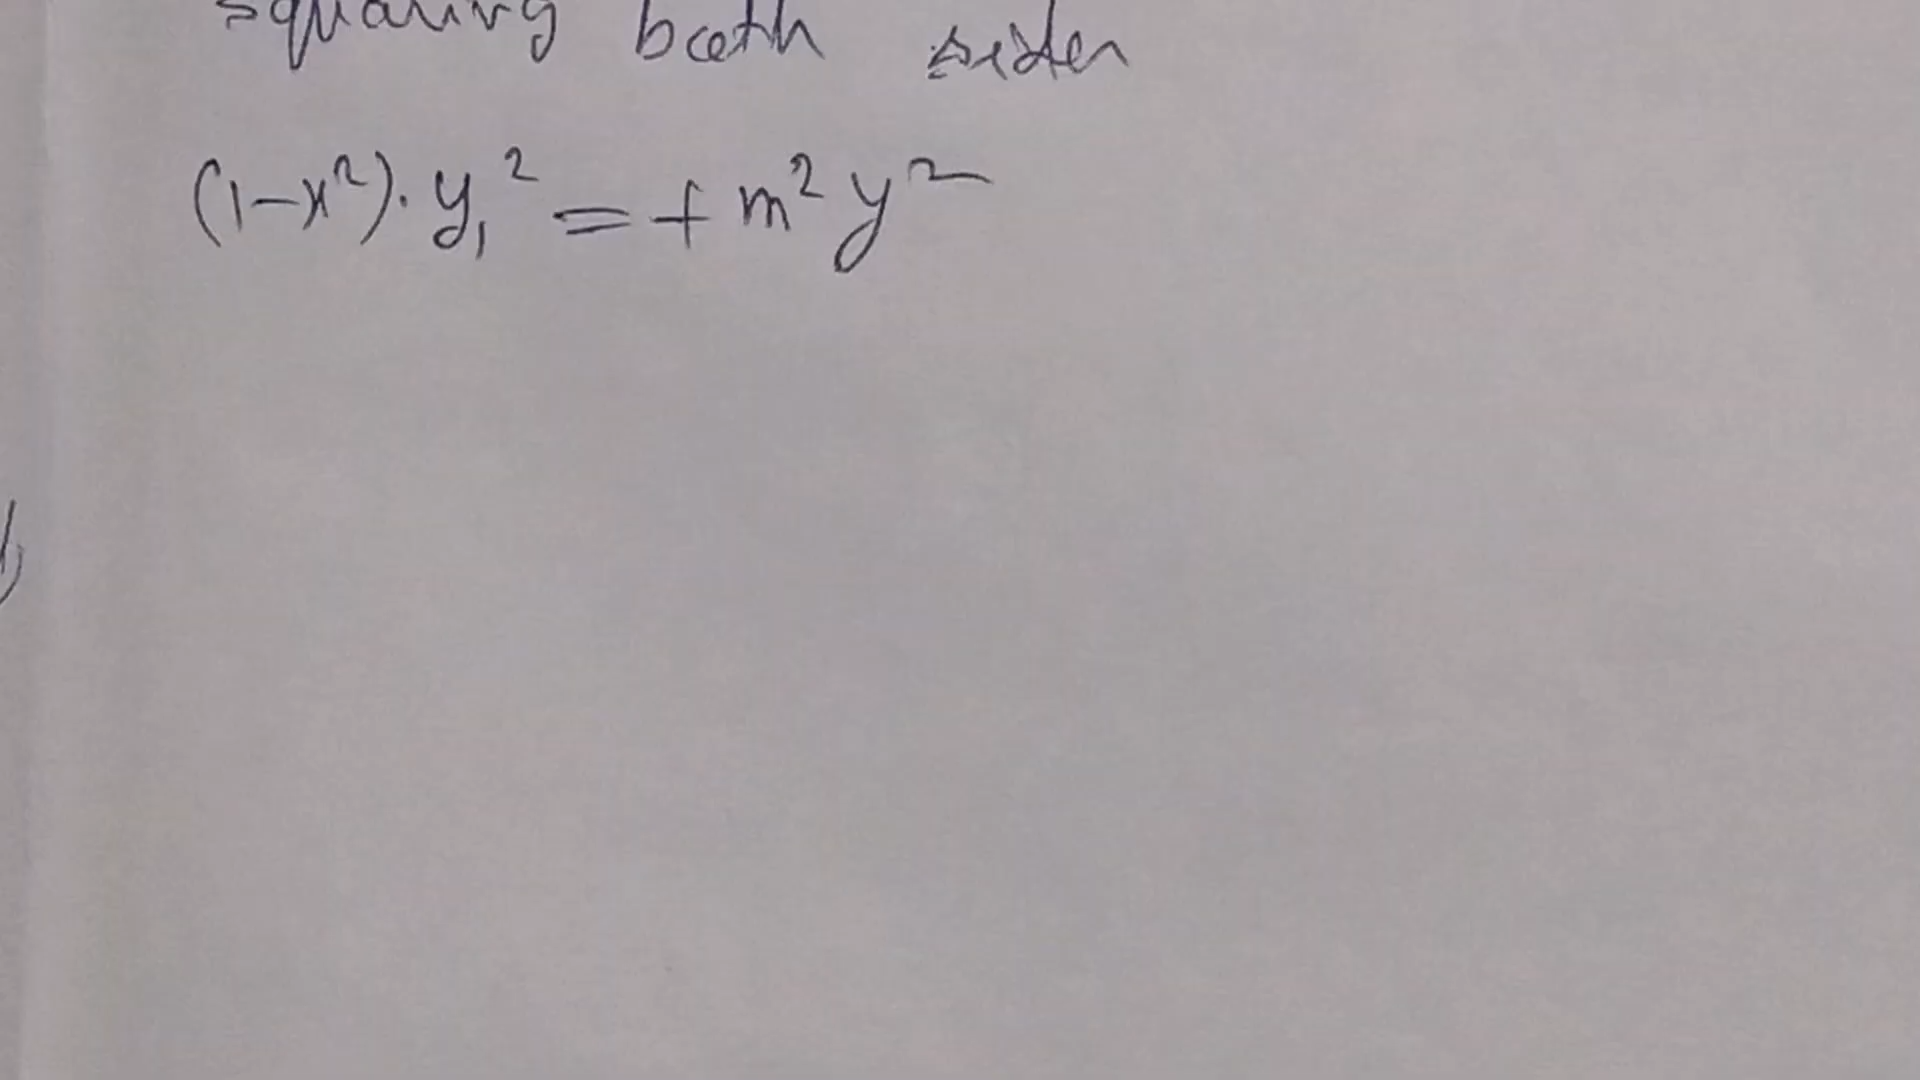 squaring both sides
(1-x²). y₁² = + m² y²